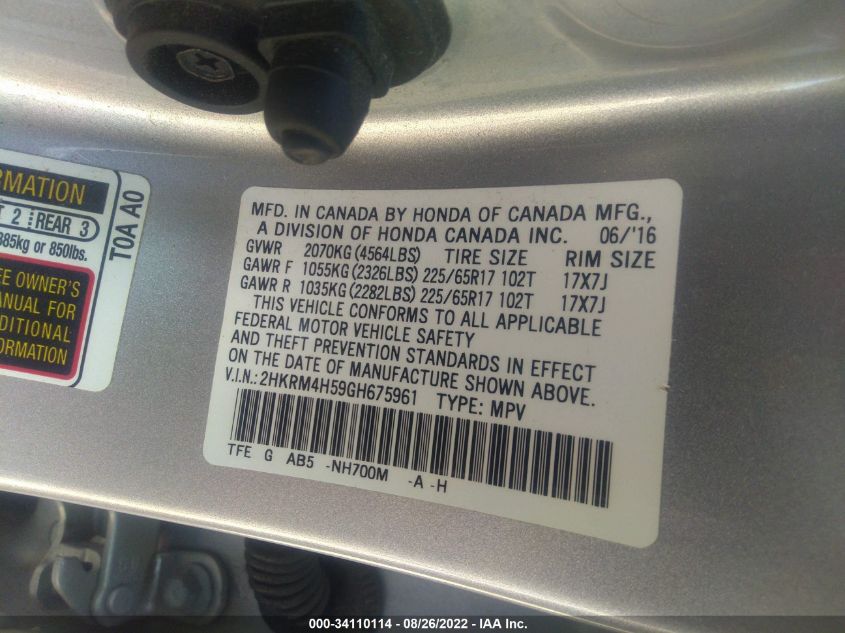 RMATION
T 2 REAR 3
385kg or 850lbs.
EE OWNER'S
ANUAL FOR
DITIONAL
ORMATION
T0A A0
MFD. IN CANADA BY HONDA OF CANADA MFG.,
A DIVISION OF HONDA CANADA INC. 06/'16
GVWR 2070KG (4564LBS) TIRE SIZE RIM SIZE
GAWR F 1055KG (2326LBS) 225/65R17 102T 17X7J
GAWR R 1035KG (2282LBS) 225/65R17 102T 17X7J
THIS VEHICLE CONFORMS TO ALL APPLICABLE
FEDERAL MOTOR VEHICLE SAFETY
AND THEFT PREVENTION STANDARDS IN EFFECT
ON THE DATE OF MANUFACTURE SHOWN ABOVE.
V.I.N.: 2HKRM4H59GH675961 TYPE: MPV
TFE G AB5 -NH700M -A -H
000-34110114 - 08/26/2022 - IAA Inc.